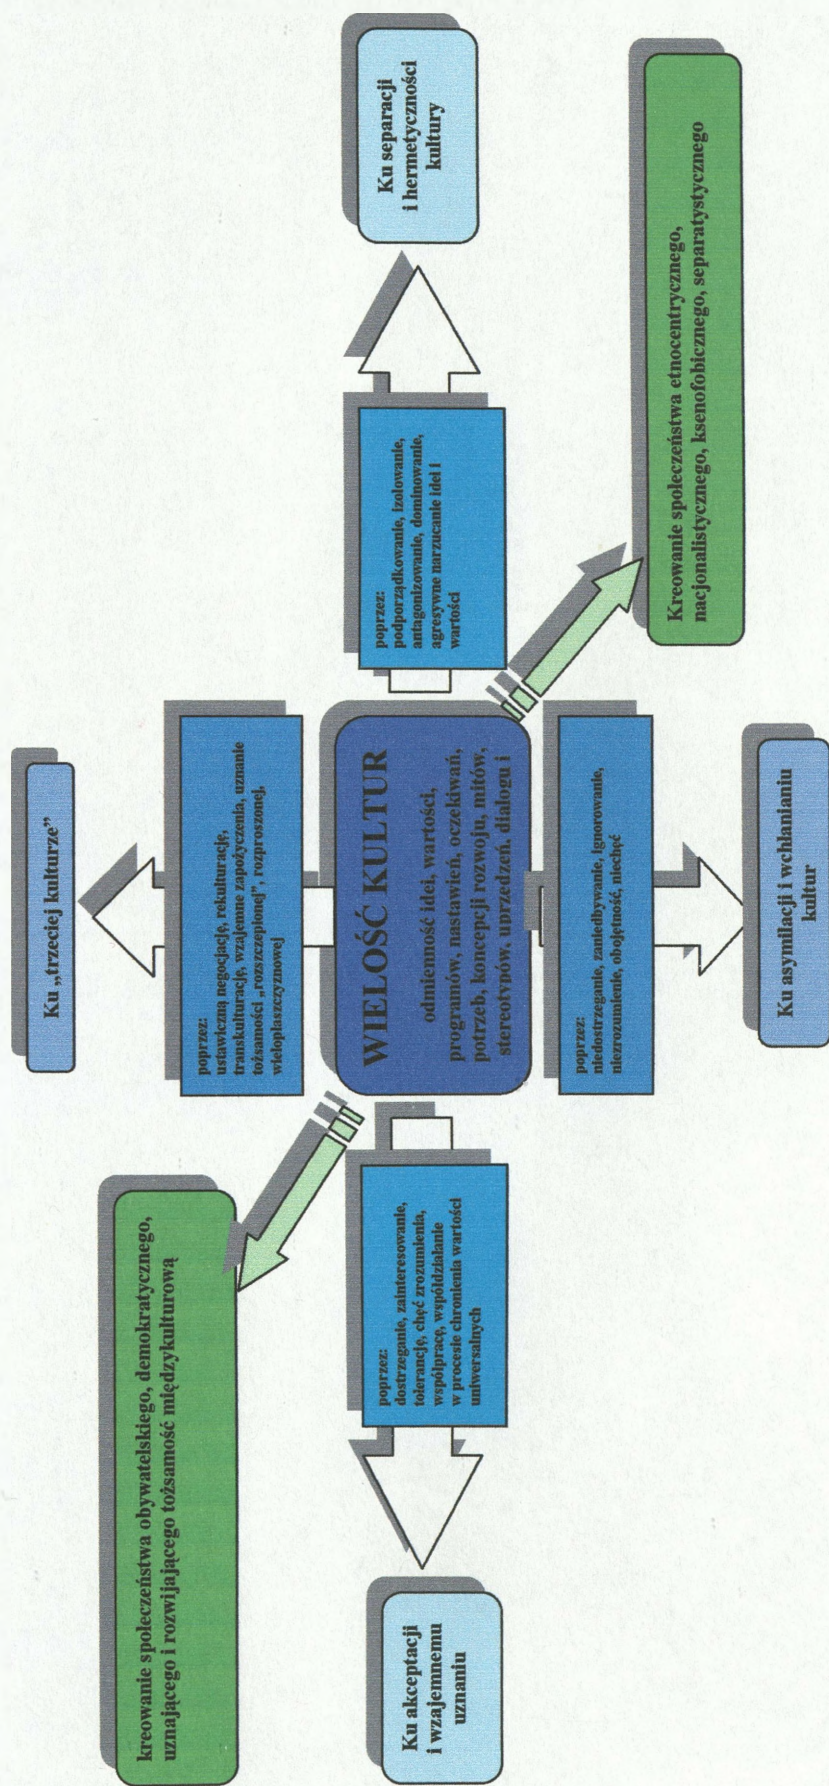 kreowanie społeczeństwa obywatelskiego, demokratycznego,
uznającego i rozwijającego tożsamość międzykulturową
Ku „trzeciej kulturze”
poprzez:
ustawiczną negocjację, rekulturację,
transkulturację, wzajemne zapożyczenia, uznanie
tożsamości „rozszczepionej”, rozproszonej,
wielopłaszczyznowej
Ku akceptacji
i wzajemnemu
uznaniu
poprzez:
dostrzeganie, zainteresowanie,
tolerancję, chęć zrozumienia,
współpracę, współdziałanie
w procesie chronienia wartości
uniwersalnych
WIELOŚĆ KULTUR
odmienność idei, wartości,
programów, nastawień, oczekiwań,
potrzeb, koncepcji rozwoju, mitów,
stereotypów, uprzedzeń, dialogu i
poprzez:
podporządkowanie, izolowanie,
antagonizowanie, dominowanie,
agresywne narzucanie idei i
wartości
Ku separacji
i hermetyczności
kultury
poprzez:
niedostrzeganie, zaniedbywanie, ignorowanie,
niezrozumienie, obojętność, niechęć
Ku asymilacji i wchłanianiu
kultur
Kreowanie społeczeństwa etnocentrycznego,
nacjonalistycznego, ksenofobicznego, separatystycznego